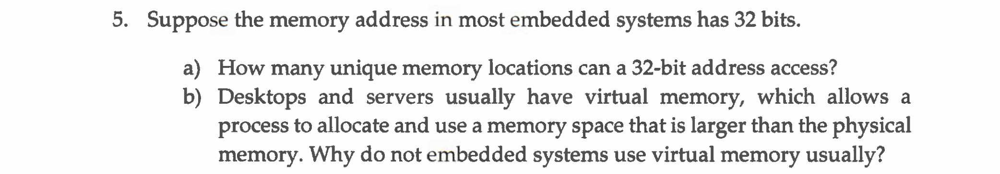 5. Suppose the memory address in most embedded systems has 32 bits.
a) How many unique memory locations can a 32-bit address access?
b) Desktops and servers usually have virtual memory, which allows a
process to allocate and use a memory space that is larger than the physical
memory. Why do not embedded systems use virtual memory usually?